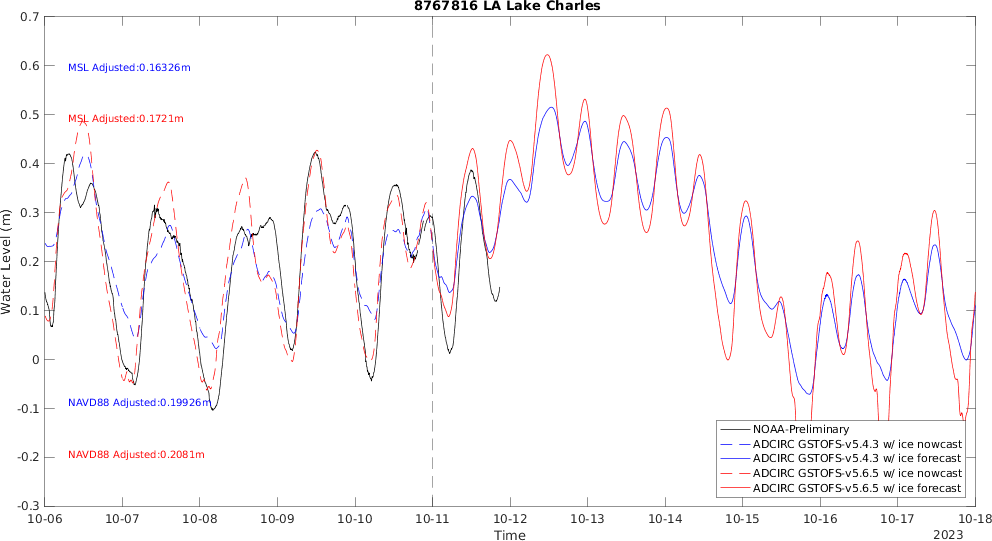 8767816 LA Lake Charles
0.7
0.6
0.5
0.4
0.3
0.2
0.1
0
-0.1
-0.2
-0.3
Water Level (m)
MSL Adjusted:0.16326m
MSL Adjusted:0.1721m
NAVD88 Adjusted:0.19926m
NAVD88 Adjusted:0.2081m
NOAA-Preliminary
ADCIRC GSTOFS-v5.4.3 w/ ice nowcast
ADCIRC GSTOFS-v5.4.3 w/ ice forecast
ADCIRC GSTOFS-v5.6.5 w/ ice nowcast
ADCIRC GSTOFS-v5.6.5 w/ ice forecast
10-06 10-07 10-08 10-09 10-10 10-11 10-12 10-13 10-14 10-15 10-16 10-17 10-18
Time
2023